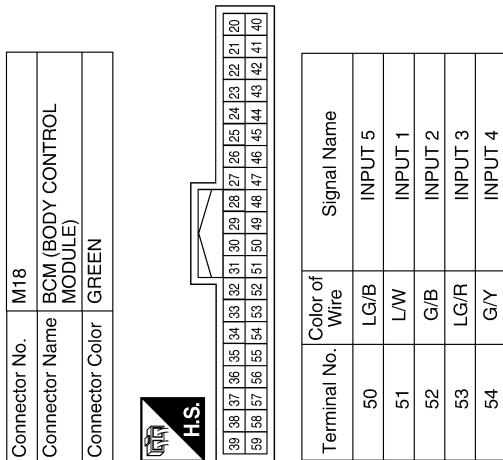 Connector No. M18
Connector Name BCM (BODY CONTROL
MODULE)
Connector Color GREEN
H.S.
39 38 37 36 35 34 33 32 31 30 29 28 27 26 25 24 23 22 21 20
59 58 57 56 55 54 53 52 51 50 49 48 47 46 45 44 43 42 41 40
Terminal No. Color of
Wire Signal Name
50 LG/B INPUT 5
51 L/W INPUT 1
52 G/B INPUT 2
53 LG/R INPUT 3
54 G/Y INPUT 4